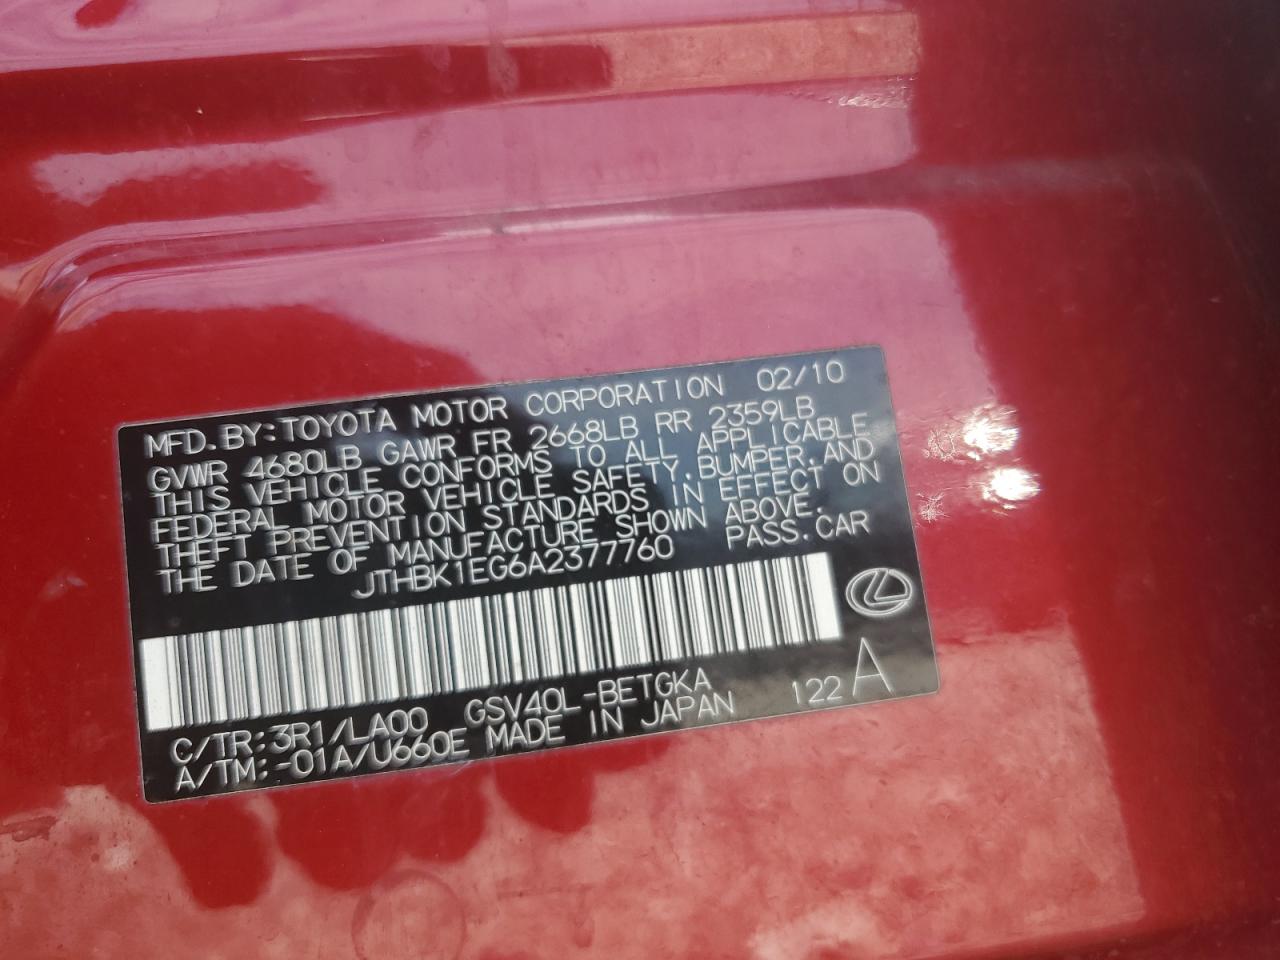 MFD.BY:TOYOTA MOTOR CORPORATION 02/10
GVWR 4680LB GAWR FR 2668LB RR 2359LB
THIS VEHICLE CONFORMS TO ALL APPLICABLE
FEDERAL MOTOR VEHICLE SAFETY,BUMPER,AND
THEFT PREVENTION STANDARDS IN EFFECT ON
THE DATE OF MANUFACTURE SHOWN ABOVE.
JTHBK1EG6A2377760 PASS.CAR
C/TR:3R1/LA00 GSV40L-BETGKA
A/TM:-01A/U660E MADE IN JAPAN 122 A